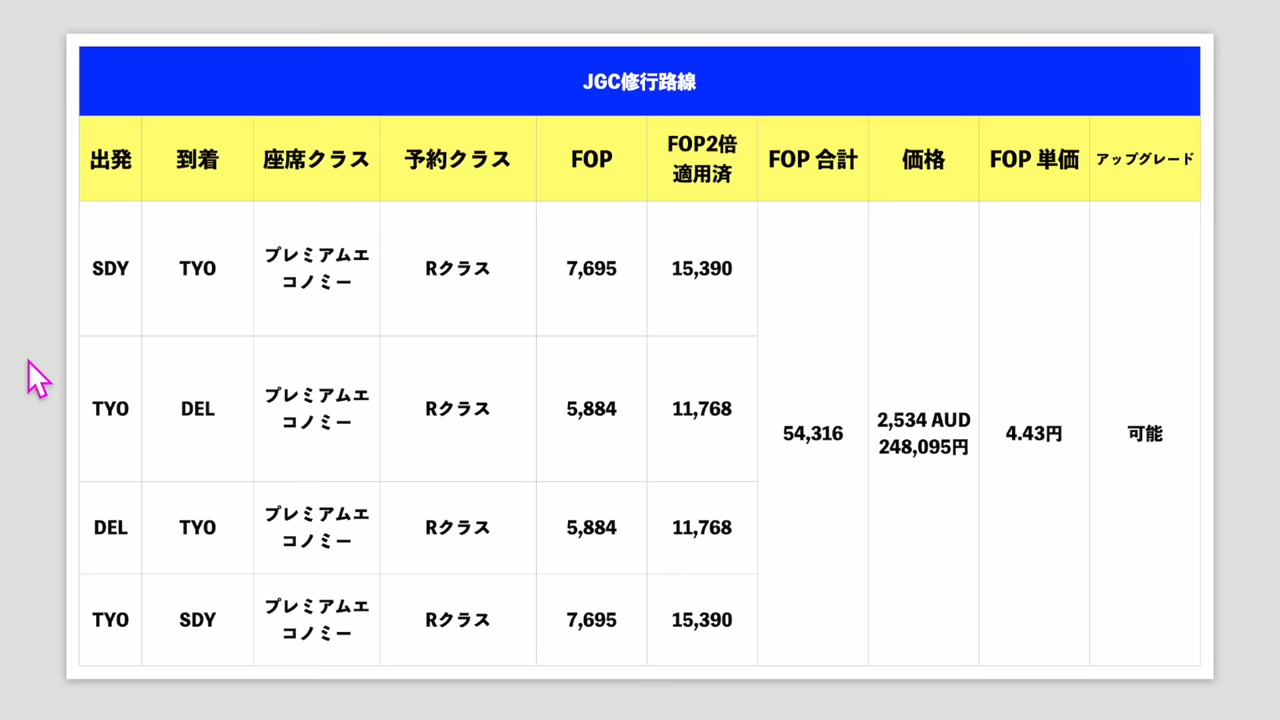 JGC修行路線
出発 到着 座席クラス 予約クラス FOP FOP2倍 適用済 FOP 合計 価格 FOP 単価 アップグレード
SDY TYO プレミアムエコノミー Rクラス 7,695 15,390
TYO DEL プレミアムエコノミー Rクラス 5,884 11,768
54,316 2,534 AUD 248,095円 4.43円 可能
DEL TYO プレミアムエコノミー Rクラス 5,884 11,768
TYO SDY プレミアムエコノミー Rクラス 7,695 15,390